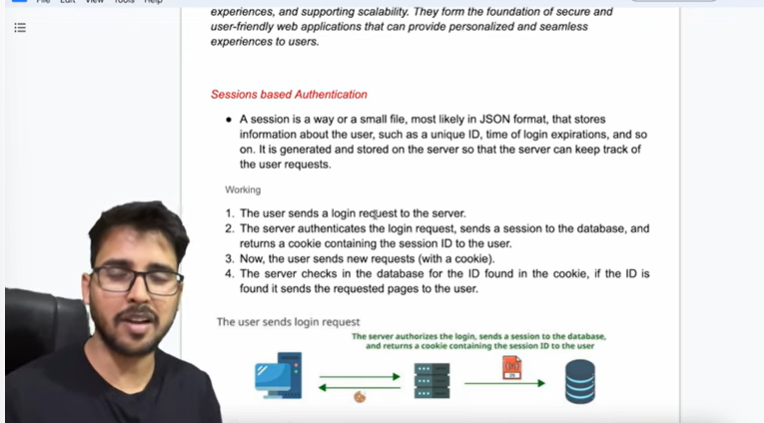 File Edit View Tools Help
experiences, and supporting scalability. They form the foundation of secure and
user-friendly web applications that can provide personalized and seamless
experiences to users.
Sessions based Authentication
● A session is a way or a small file, most likely in JSON format, that stores
information about the user, such as a unique ID, time of login expirations, and so
on. It is generated and stored on the server so that the server can keep track of
the user requests.
Working
1. The user sends a login request to the server.
2. The server authenticates the login request, sends a session to the database, and
returns a cookie containing the session ID to the user.
3. Now, the user sends new requests (with a cookie).
4. The server checks in the database for the ID found in the cookie, if the ID is
found it sends the requested pages to the user.
The user sends login request
The server authorizes the login, sends a session to the database,
and returns a cookie containing the session ID to the user